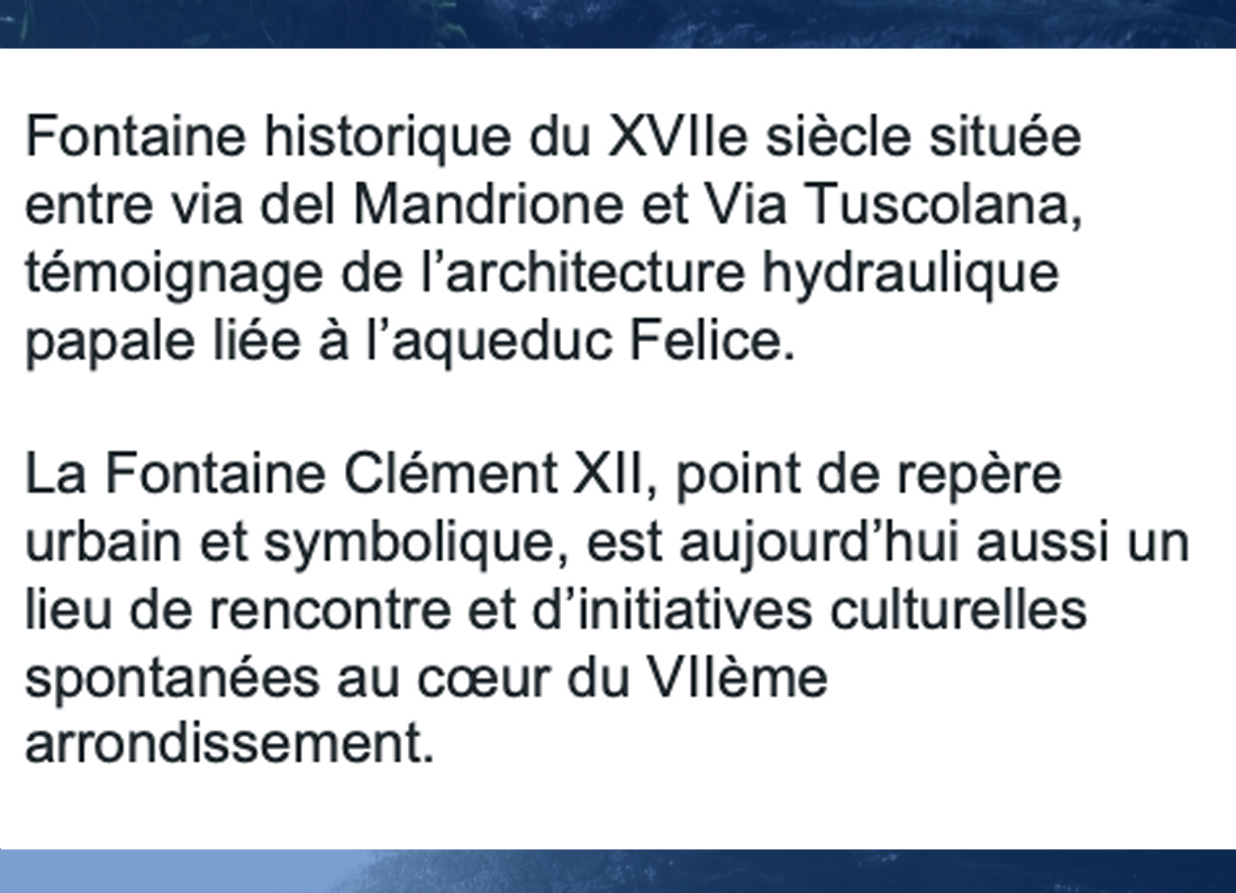 Fontaine historique du XVIIe siècle située
entre via del Mandrione et Via Tuscolana,
témoignage de l’architecture hydraulique
papale liée à l’aqueduc Felice.
La Fontaine Clément XII, point de repère
urbain et symbolique, est aujourd’hui aussi un
lieu de rencontre et d’initiatives culturelles
spontanées au cœur du VIIème
arrondissement.